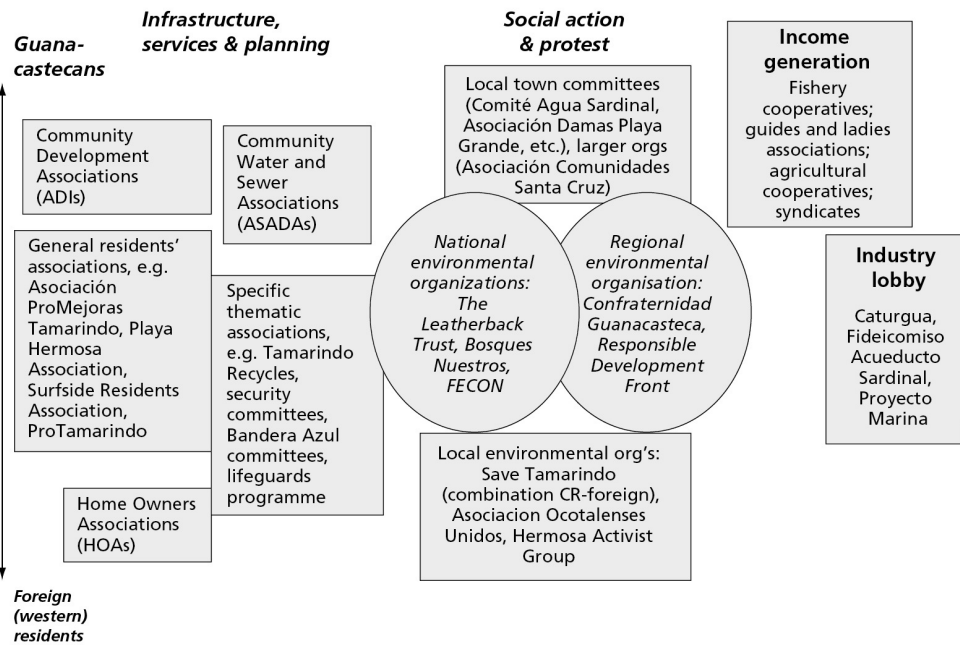 Guana-
castecans
Infrastructure,
services & planning
Social action
& protest
Community
Development
Associations
(ADIs)
Community
Water and
Sewer
Associations
(ASADAs)
General residents’
associations, e.g.
Asociación
ProMejoras
Tamarindo, Playa
Hermosa
Association,
Surfside Residents
Association,
ProTamarindo
Specific
thematic
associations,
e.g. Tamarindo
Recycles,
security
committees,
Bandera Azul
committees,
lifeguards
programme
Home Owners
Associations
(HOAs)
Foreign
(western)
residents
Local town committees
(Comité Agua Sardinal,
Asociación Damas Playa
Grande, etc.), larger orgs
(Asociación Comunidades
Santa Cruz)
National
environmental
organizations:
The
Leatherback
Trust, Bosques
Nuestros,
FECON
Regional
environmental
organisation:
Confraternidad
Guanacasteca,
Responsible
Development
Front
Local environmental org’s:
Save Tamarindo
(combination CR-foreign),
Asociacion Ocotalenses
Unidos, Hermosa Activist
Group
Income
generation
Fishery
cooperatives;
guides and ladies
associations;
agricultural
cooperatives;
syndicates
Industry
lobby
Caturgua,
Fideicomiso
Acueducto
Sardinal,
Proyecto
Marina